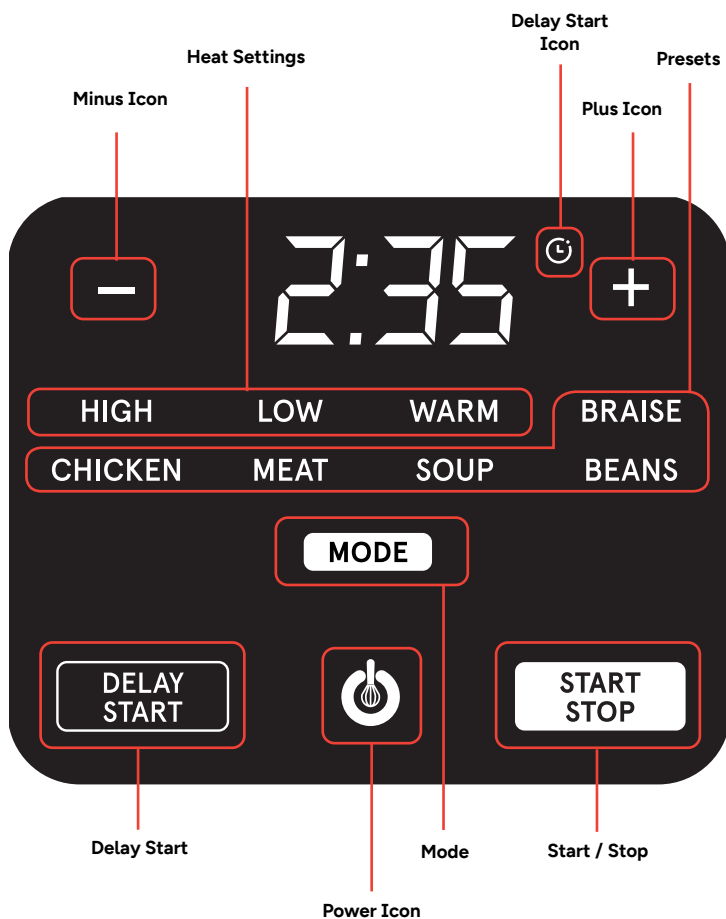 Delay Start
Icon
Heat Settings
Presets
Minus Icon
Plus Icon
2:35
HIGH LOW WARM BRAISE
CHICKEN MEAT SOUP BEANS
MODE
DELAY
START
START
STOP
Delay Start
Mode
Start / Stop
Power Icon